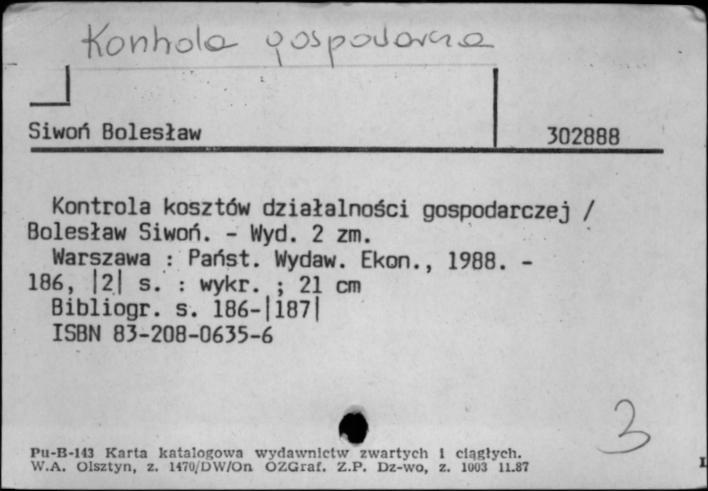 Kontrola gospodarcza
Siwoń Bolesław 302888
Kontrola kosztów działalności gospodarczej /
Bolesław Siwoń. - Wyd. 2 zm.
Warszawa : Państ. Wydaw. Ekon., 1988. -
186, |2| s. : wykr. ; 21 cm
Bibliogr. s. 186-|187|
ISBN 83-208-0635-6
3
Pu-B-143 Karta katalogowa wydawnictw zwartych i ciągłych.
W.A. Olsztyn, z. 1470/DW/On OZGraf. Z.P. Dz-wo, z. 1003 11.87